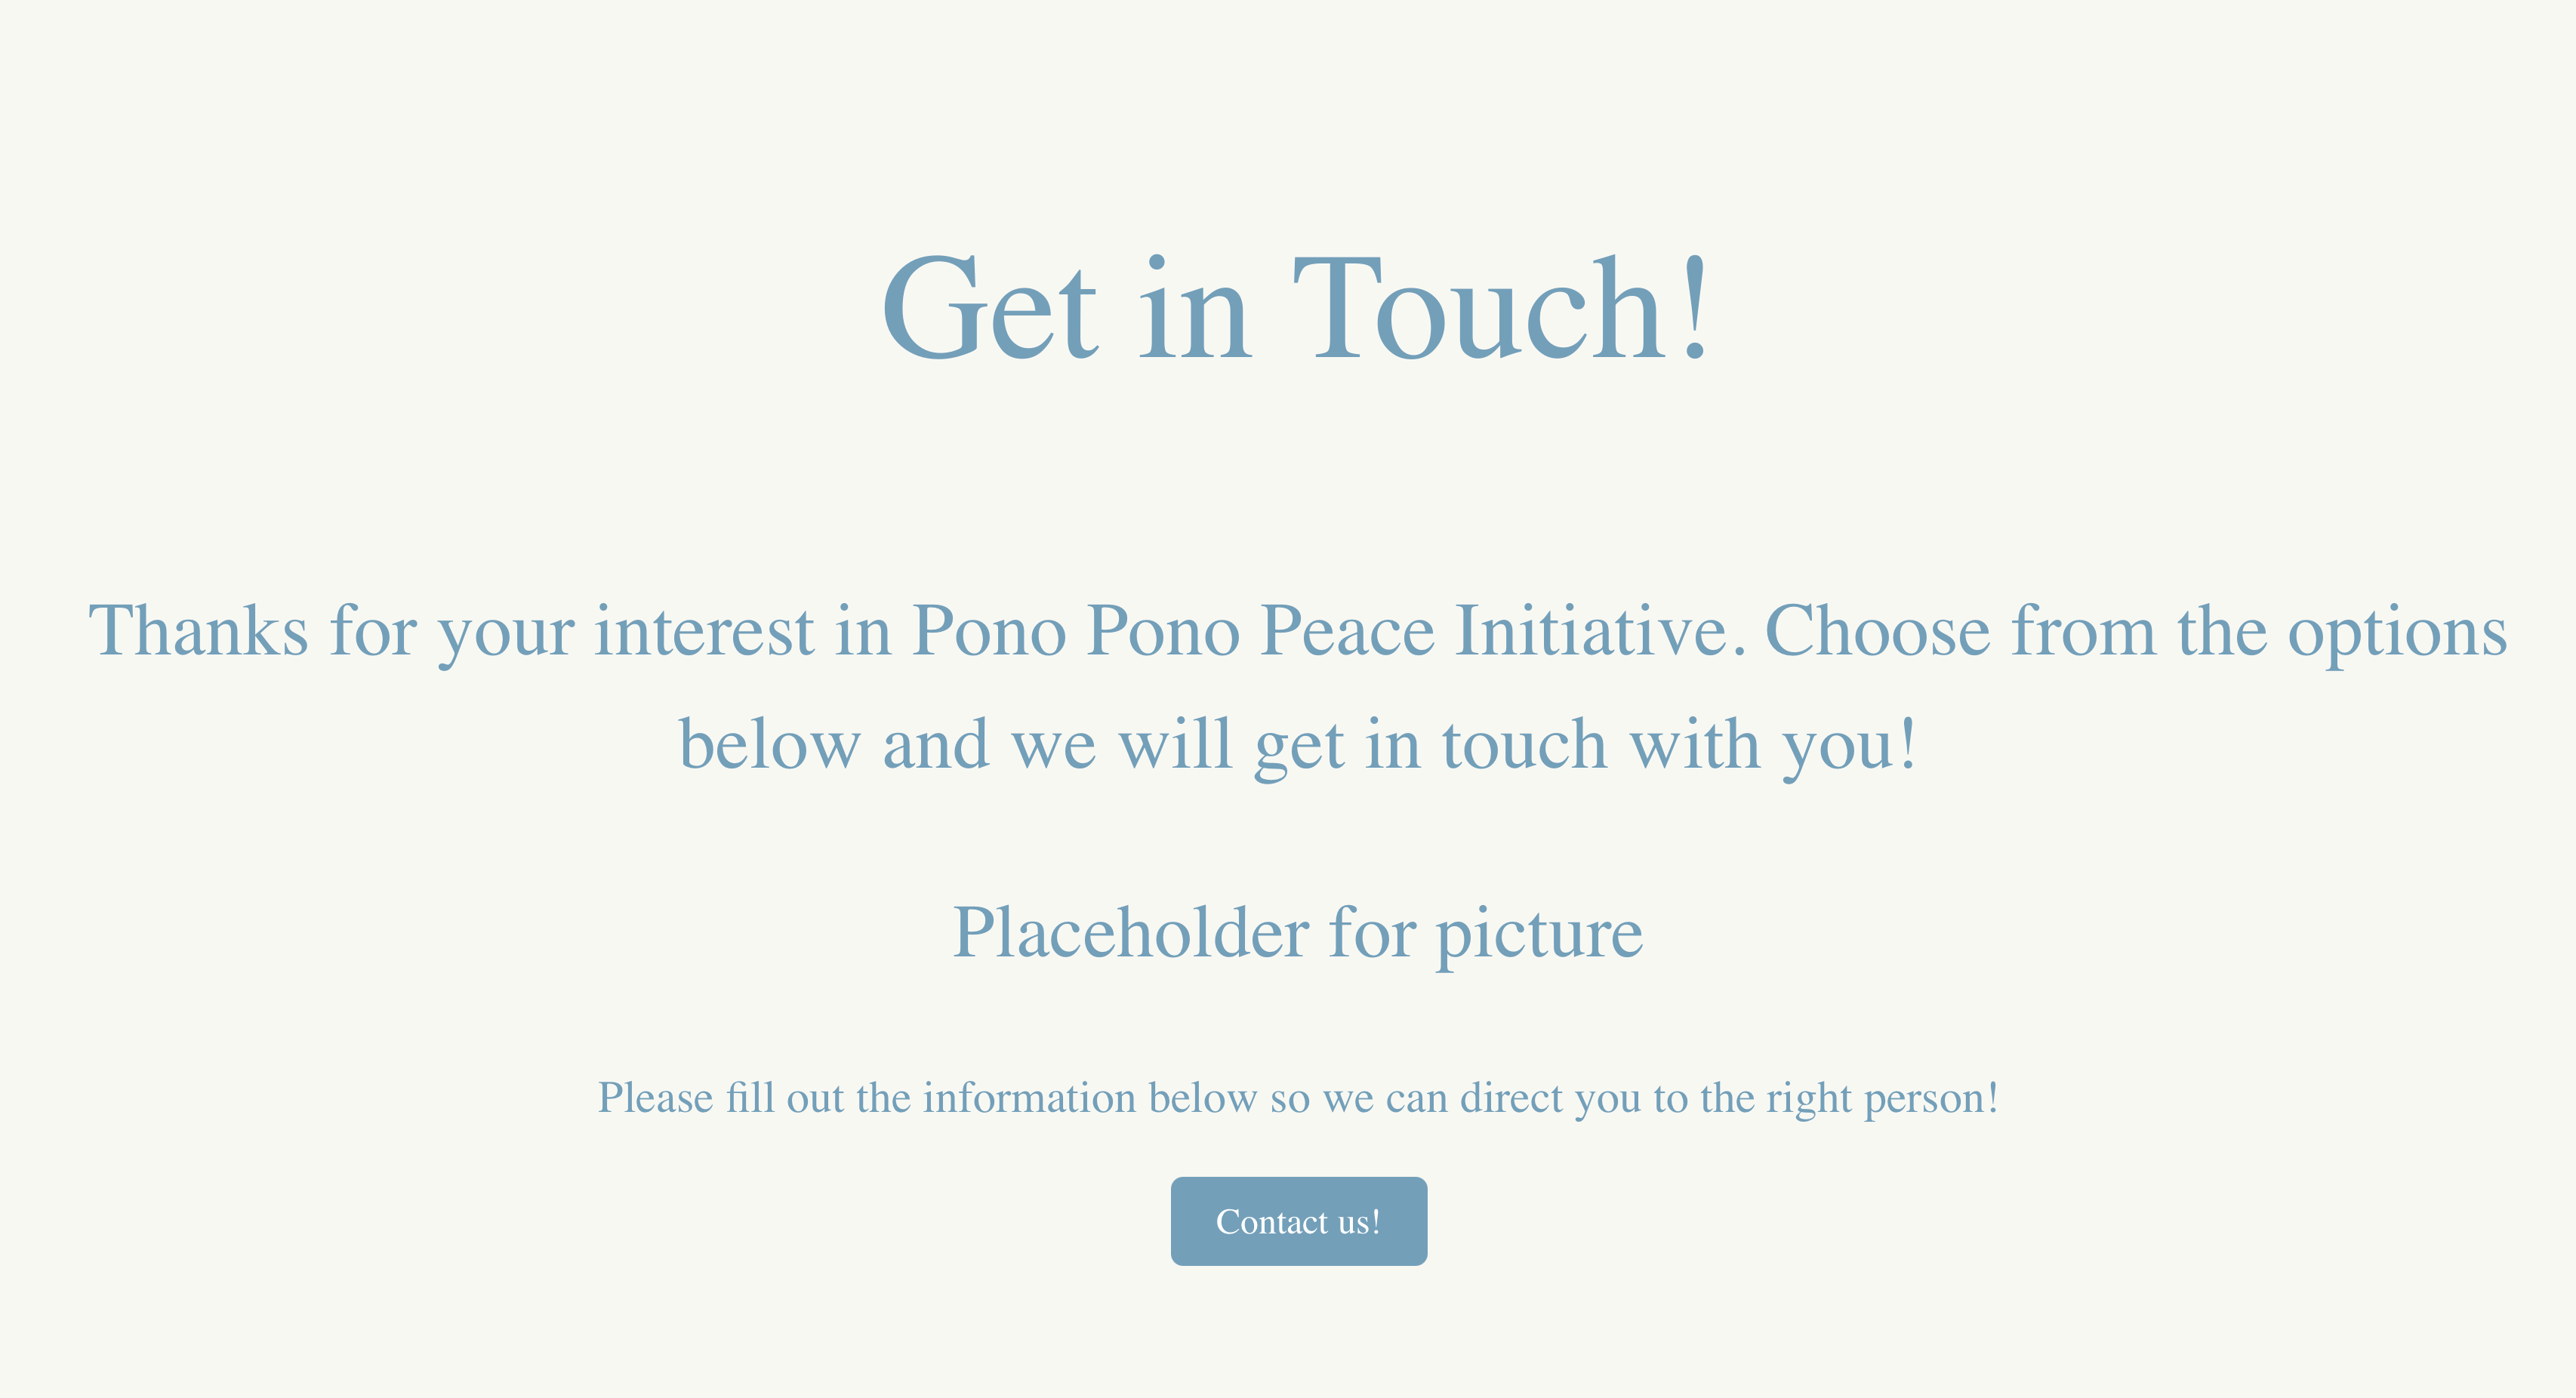 Get in Touch!
Thanks for your interest in Pono Pono Peace Initiative. Choose from the options
below and we will get in touch with you!
Placeholder for picture
Please fill out the information below so we can direct you to the right person!
Contact us!